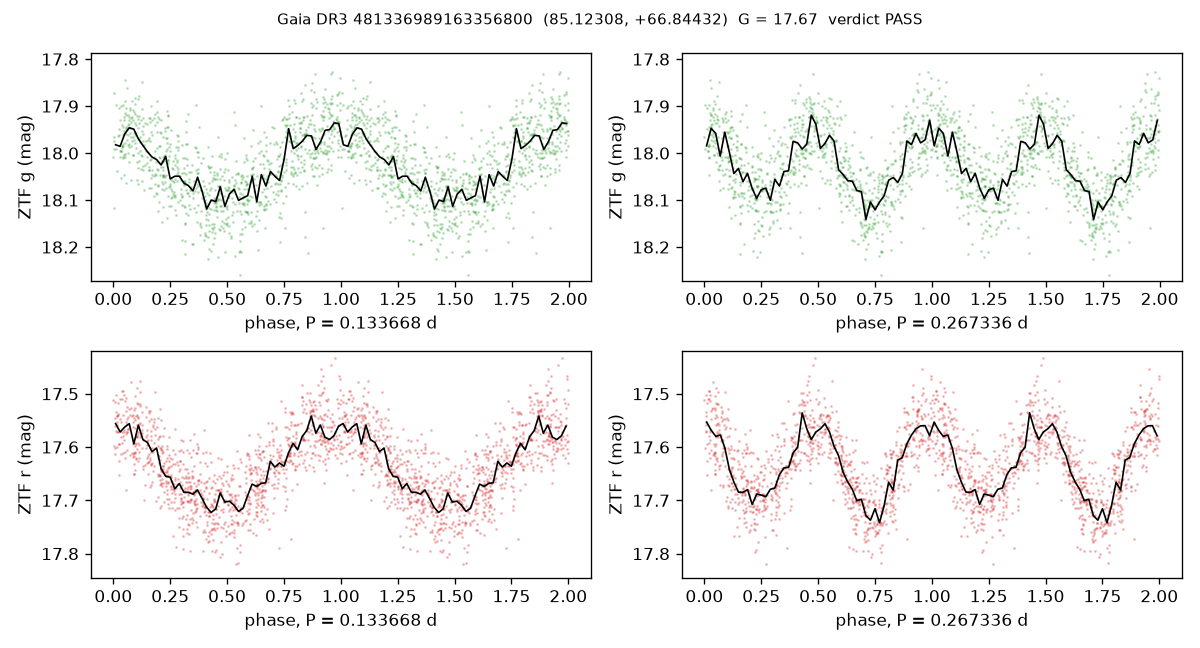 Gaia DR3 481336989163356800  (85.12308, +66.84432)  G = 17.67  verdict PASS
ZTF g (mag)
17.8
17.9
18.0
18.1
18.2
0.00 0.25 0.50 0.75 1.00 1.25 1.50 1.75 2.00
phase, P = 0.133668 d
ZTF g (mag)
17.8
17.9
18.0
18.1
18.2
0.00 0.25 0.50 0.75 1.00 1.25 1.50 1.75 2.00
phase, P = 0.267336 d
ZTF r (mag)
17.5
17.6
17.7
17.8
0.00 0.25 0.50 0.75 1.00 1.25 1.50 1.75 2.00
phase, P = 0.133668 d
ZTF r (mag)
17.5
17.6
17.7
17.8
0.00 0.25 0.50 0.75 1.00 1.25 1.50 1.75 2.00
phase, P = 0.267336 d